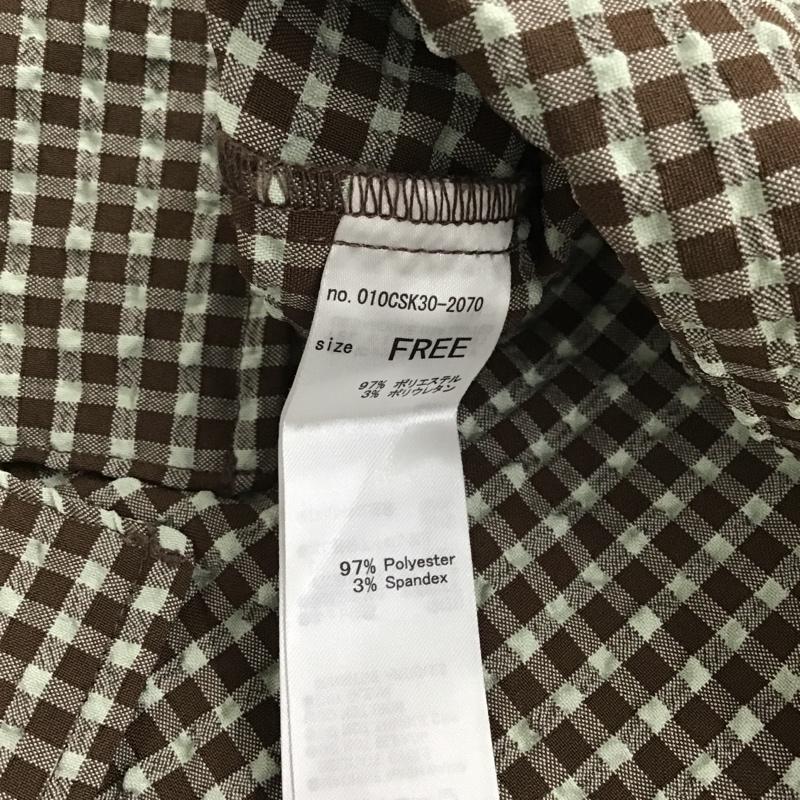 no. 010CSK30-2070
size FREE
97% ポリエステル
3% ポリウレタン
97% Polyester
3% Spandex